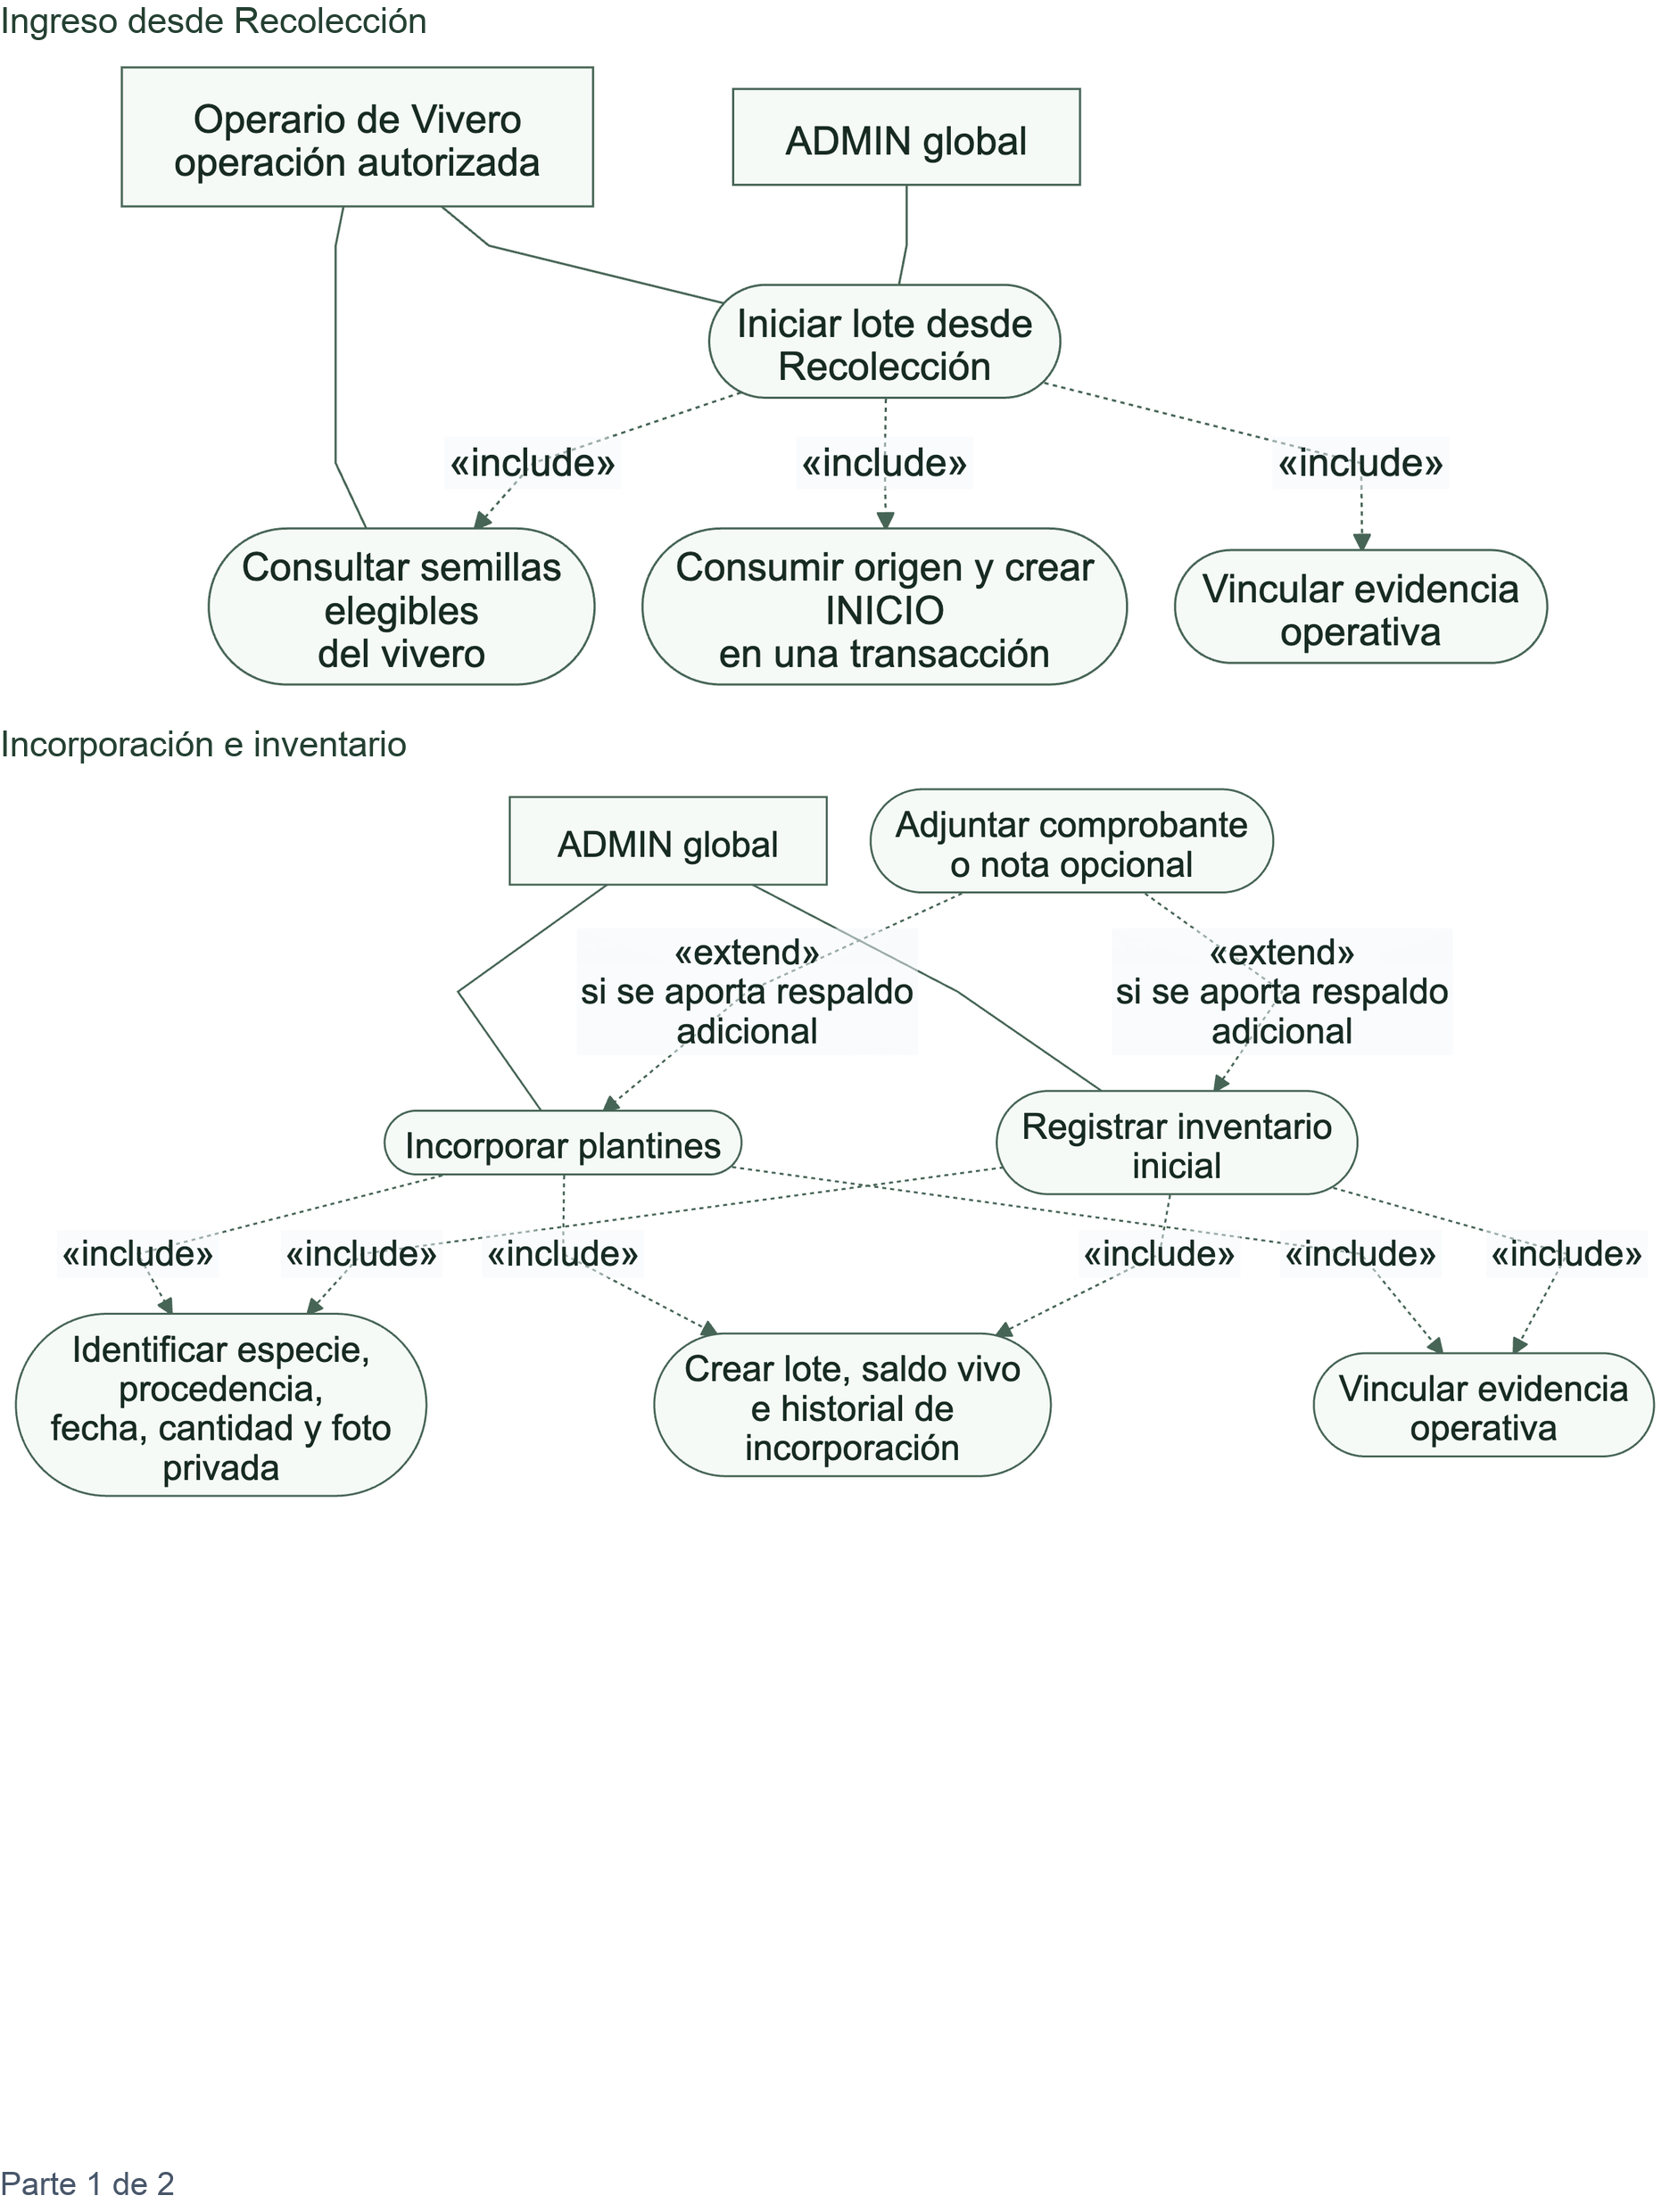 Ingreso desde Recolección
Operario de Vivero
operación autorizada
ADMIN global
Iniciar lote desde
Recolección
«include»
«include»
«include»
Consultar semillas
elegibles
del vivero
Consumir origen y crear
INICIO
en una transacción
Vincular evidencia
operativa
Incorporación e inventario
ADMIN global
Adjuntar comprobante
o nota opcional
«extend»
si se aporta respaldo
adicional
«extend»
si se aporta respaldo
adicional
Incorporar plantines
Registrar inventario
inicial
«include»
«include»
«include»
«include»
«include»
«include»
Identificar especie,
procedencia,
fecha, cantidad y foto
privada
Crear lote, saldo vivo
e historial de
incorporación
Vincular evidencia
operativa
Parte 1 de 2